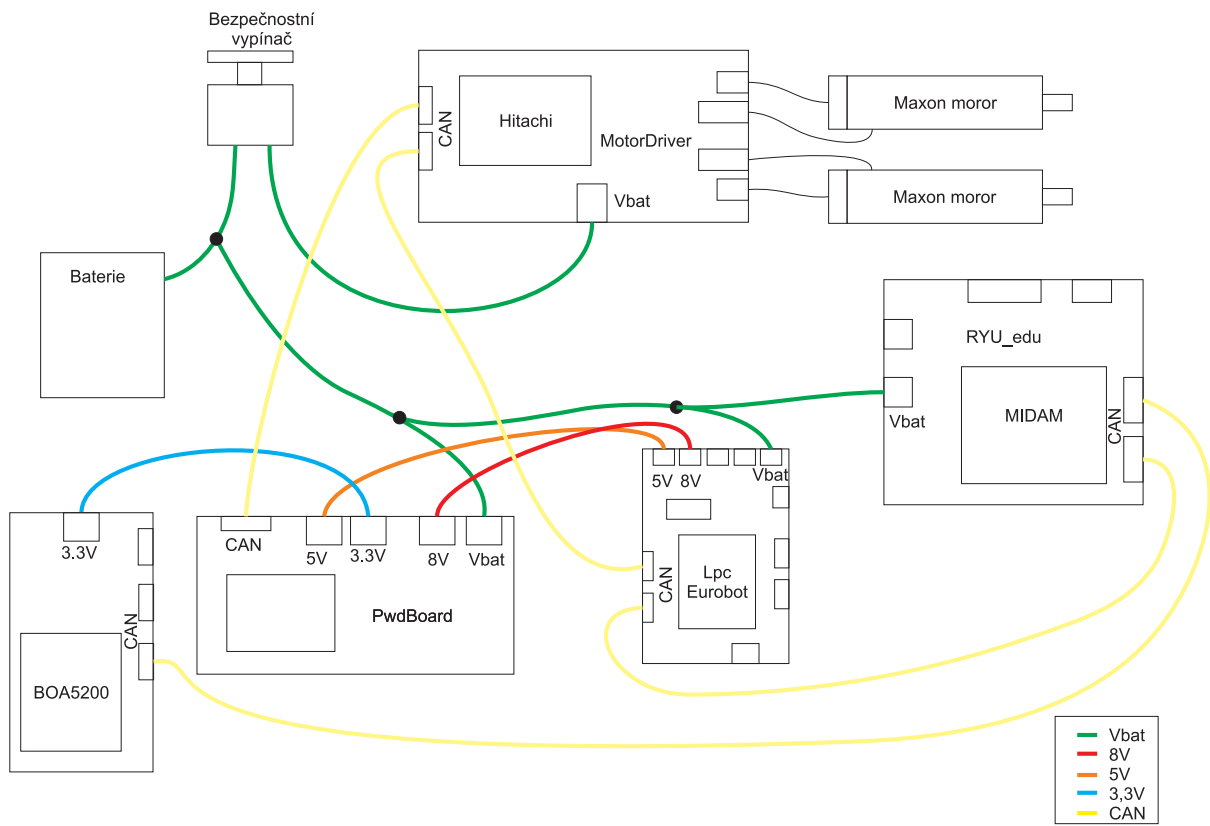 Bezpečnostní
vypínač
Hitachi
CAN
MotorDriver
Vbat
Maxon moror
Maxon moror
Baterie
RYU_edu
MIDAM
Vbat
CAN
5V
8V
Vbat
CAN
Lpc
Eurobot
3.3V
CAN
BOA5200
CAN
5V
3.3V
8V
Vbat
PwdBoard
Vbat
8V
5V
3,3V
CAN